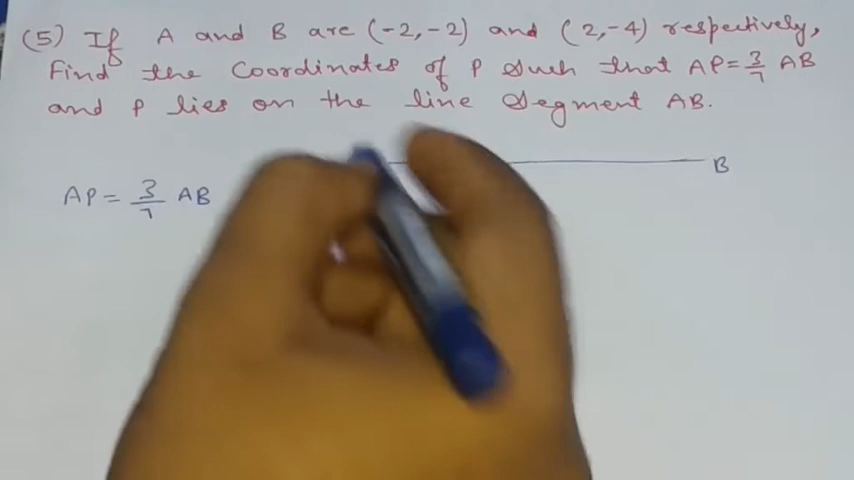 (5) If A and B are (-2,-2) and (2,-4) respectively,
Find the Coordinates of P such that AP = 3/7 AB
and P lies on the line segment AB.
B
AP = 3/7 AB